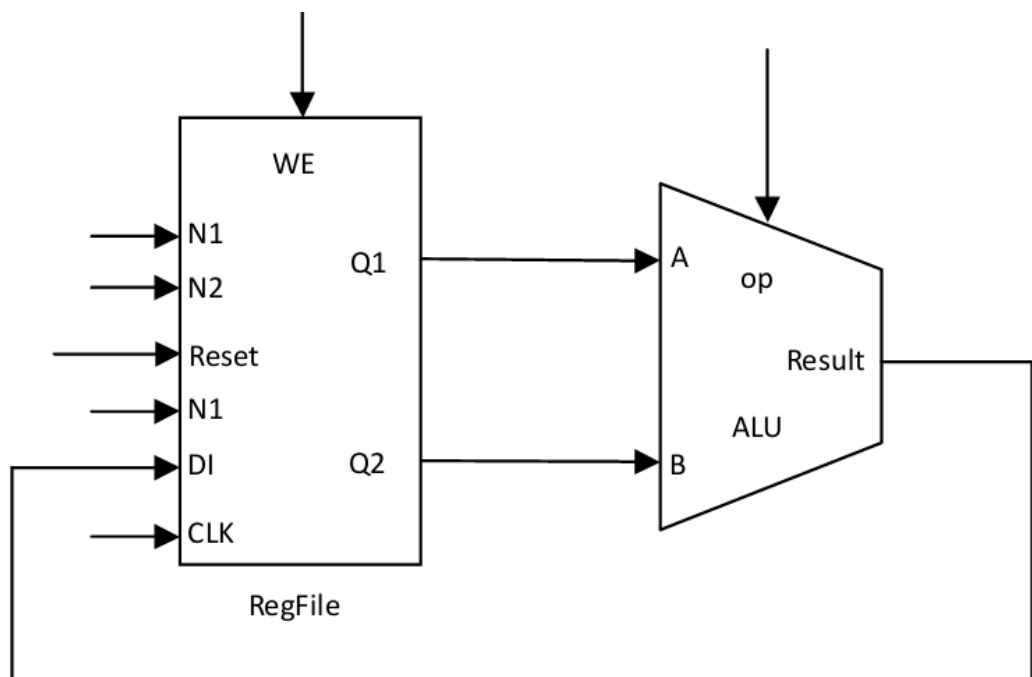 WE
N1
N2
Reset
N1
DI
CLK
Q1
Q2
RegFile
A
B
op
Result
ALU